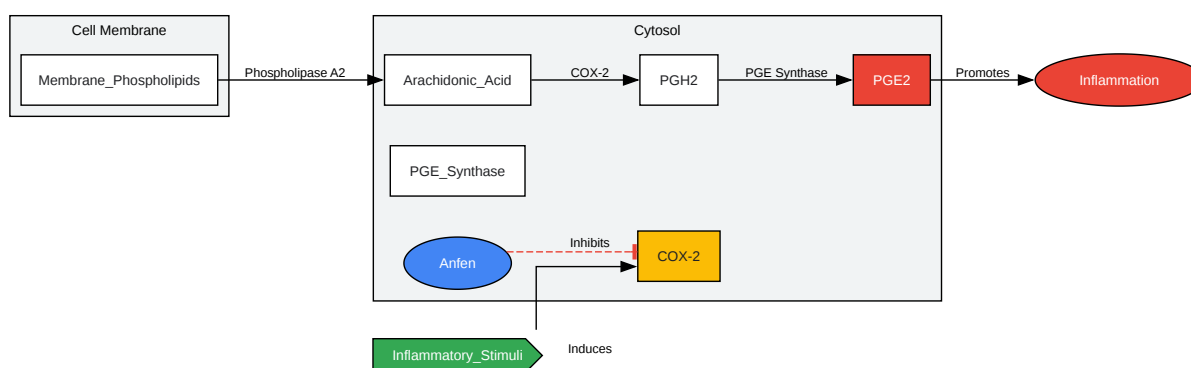 Cell Membrane
Cytosol
Membrane_Phospholipids
Phospholipase A2
Arachidonic_Acid
COX-2
PGH2
PGE Synthase
PGE2
Promotes
Inflammation
PGE_Synthase
Anfen
Inhibits
COX-2
Inflammatory_Stimuli
Induces